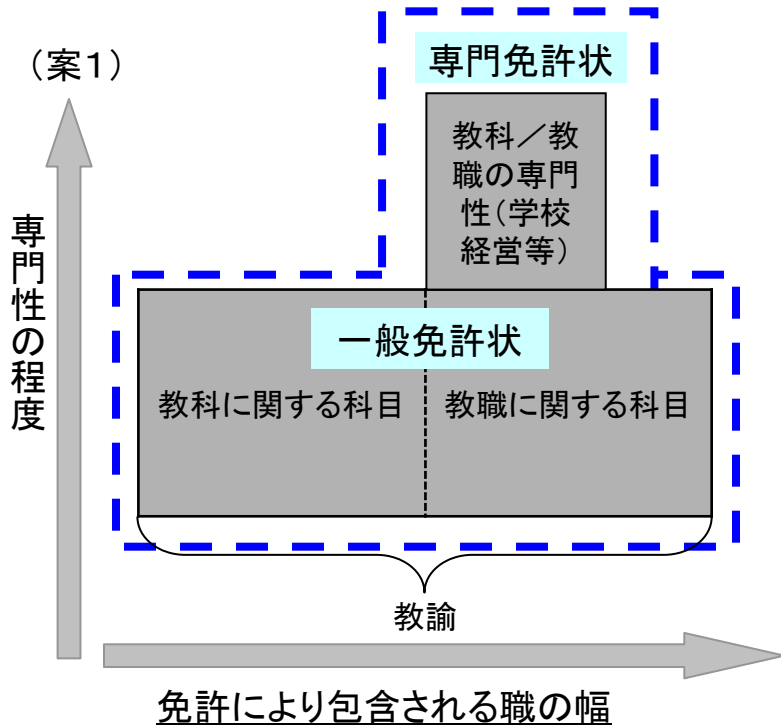 (案1)
専門免許状
教科／教
職の専門
性(学校
経営等)
専門性の程度
一般免許状
教科に関する科目
教職に関する科目
教諭
免許により包含される職の幅